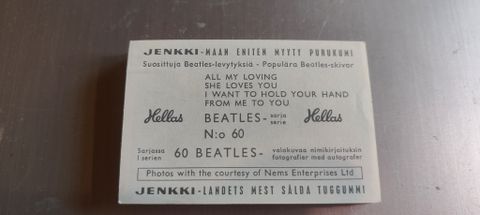 JENKKI-MAAN ENITEN MYYTY PURUKUMI
Suosittuja Beatles-levytyksiä - Populära Beatles-skivor
ALL MY LOVING
SHE LOVES YOU
I WANT TO HOLD YOUR HAND
FROM ME TO YOU
Hellas BEATLES- sarja serie Hellas
N:o 60
Sarjassa I serien 60 BEATLES- valokuvaa nimikirjoituksin fotografier med autografer
Photos with the courtesy of Nems Enterprises Ltd
JENKKI-LANDETS MEST SÅLDA TUGGUMMI